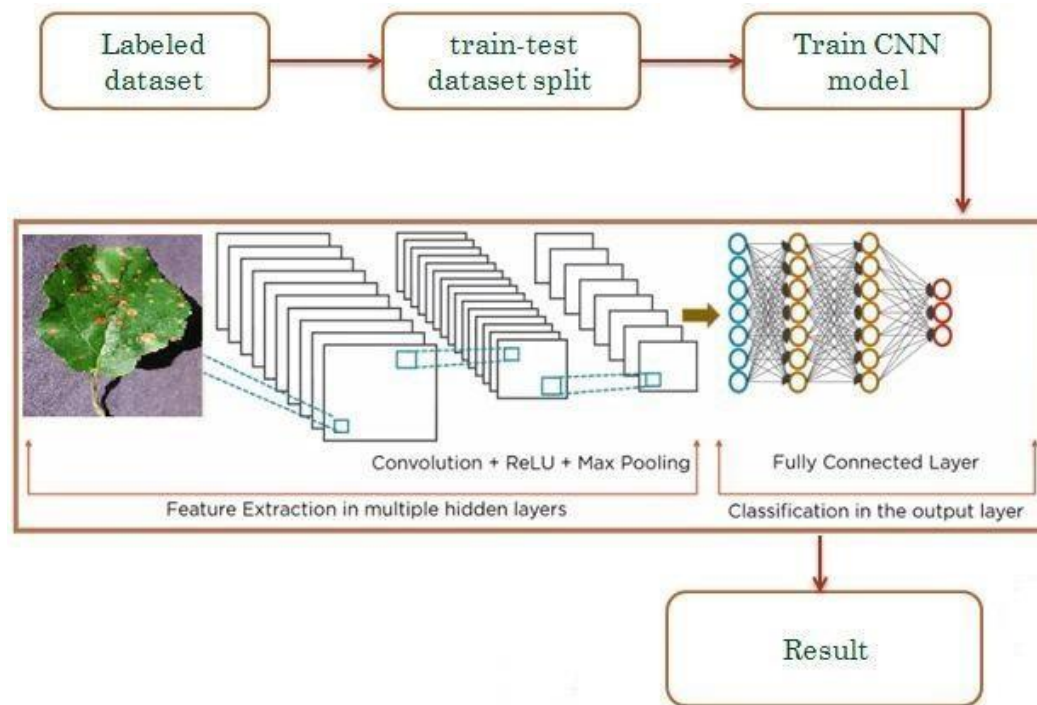 Labeled
dataset
train-test
dataset split
Train CNN
model
Convolution + ReLU + Max Pooling
Fully Connected Layer
Feature Extraction in multiple hidden layers
Classification in the output layer
Result